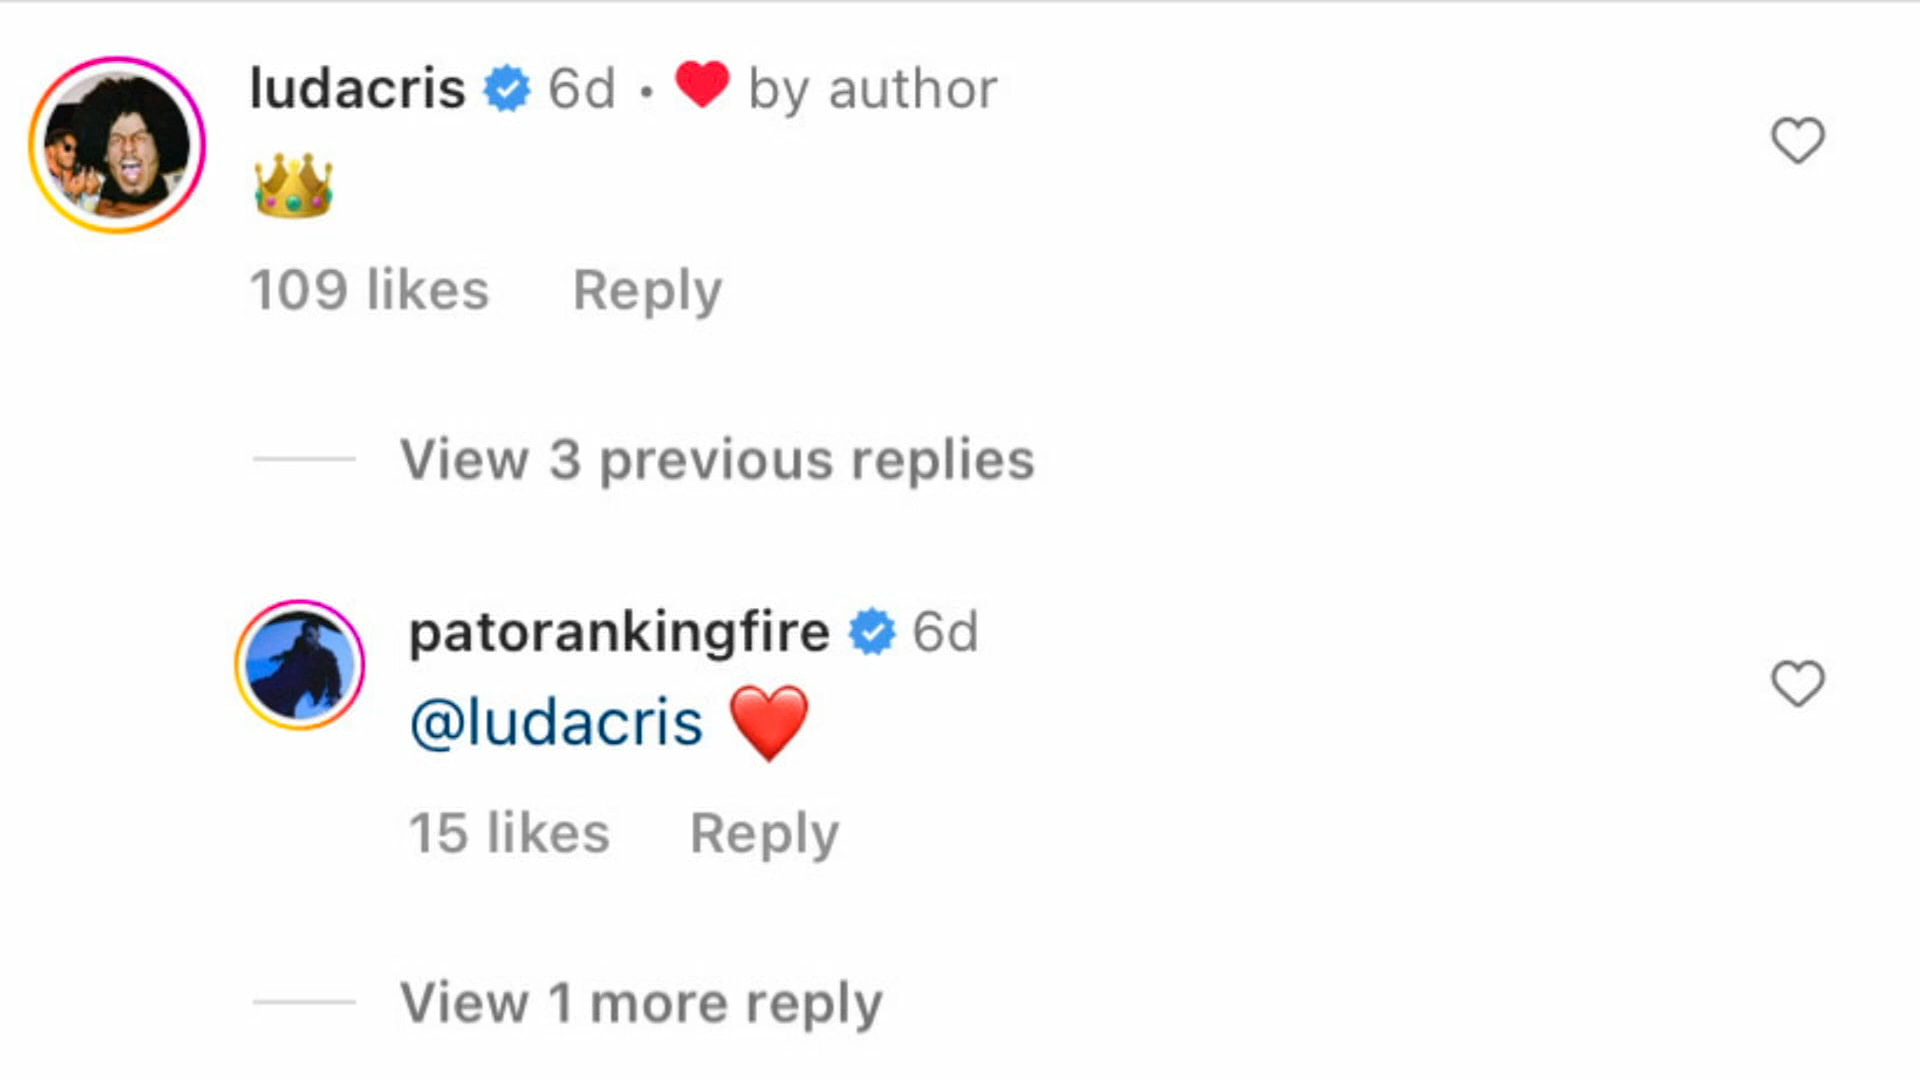 ludacris 6d • ❤️ by author
👑
109 likes Reply
View 3 previous replies
patorankingfire 6d
@ludacris ❤️
15 likes Reply
View 1 more reply